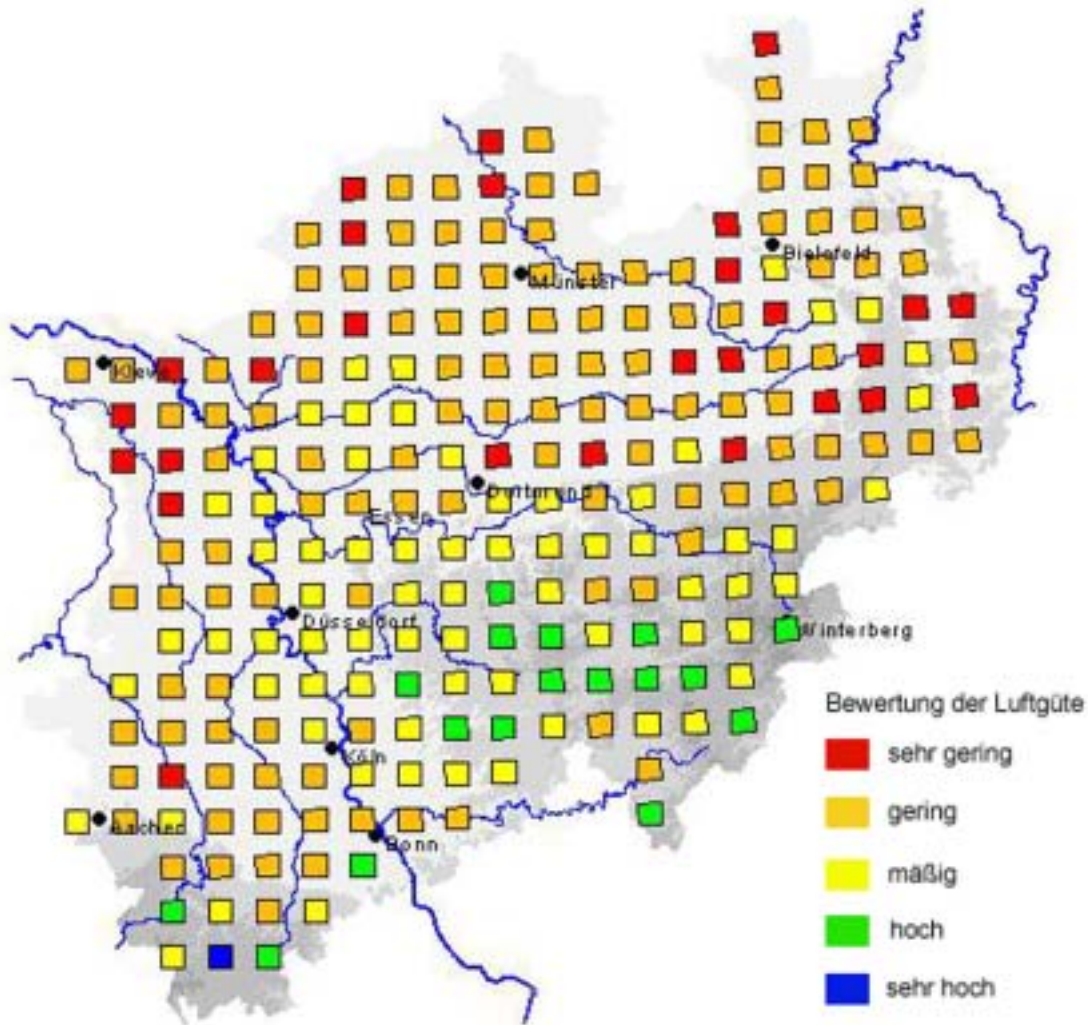 Bielefeld
Münster
Kleve
Dortmund
Essen
Düsseldorf
Winterberg
Köln
Aachen
Bonn
Bewertung der Luftgüte
sehr gering
gering
mäßig
hoch
sehr hoch